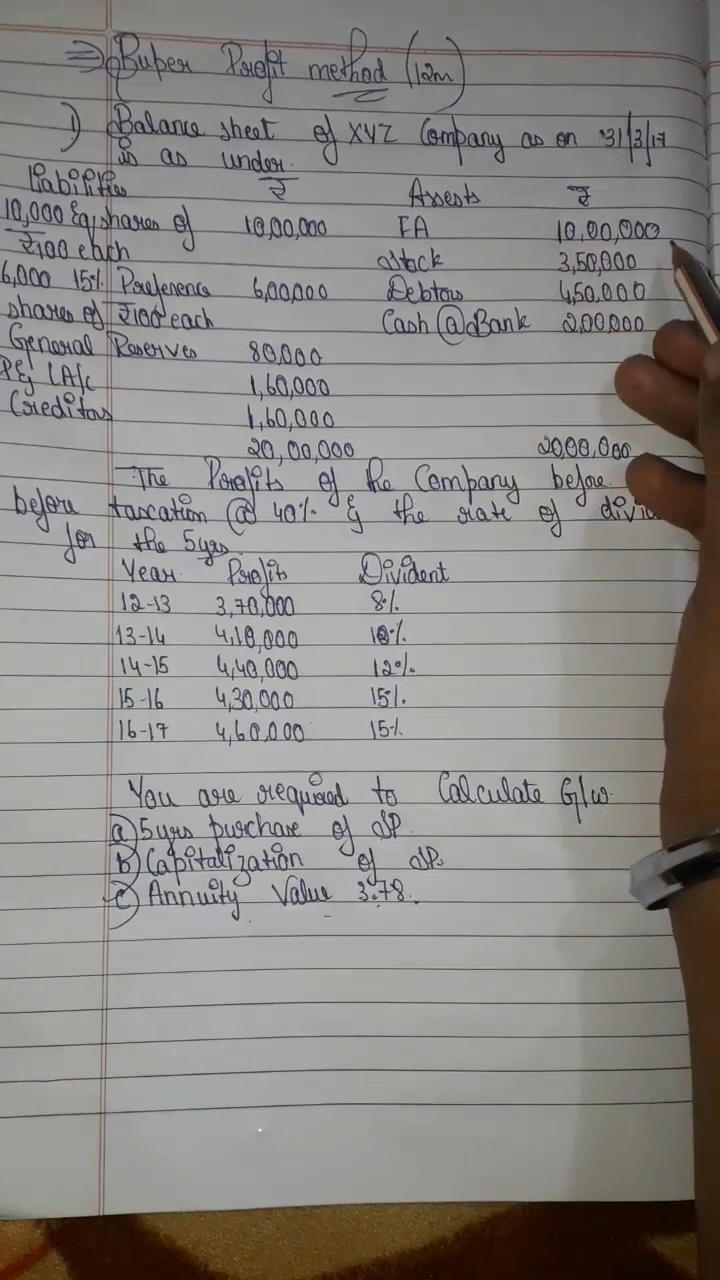 => Super Profit method (12m)
1) Balance sheet of XYZ Company as on 31/3/17
is as under.
Liabilities ₹ Assests ₹
10,000 Eq shares of 10,00,000 FA 10,00,000
₹100 each
stock 3,50,000
6,000 15% Preference 6,00,000 Debtors 4,50,000
shares of ₹100 each Cash @ Bank 2,00,000
General Reserves 80,000
P&L A/c 1,60,000
Creditors 1,60,000
20,00,000 20,00,000
The Profits of the Company before
before taxcation @ 40% & the rate of
for the 5yrs.
Year Profits Divident
12-13 3,70,000 8%
13-14 4,10,000 10%
14-15 4,40,000 12%
15-16 4,30,000 15%
16-17 4,60,000 15%
You are required to Calculate G/w.
a) 5yrs purchase of SP.
b) Capitalization of SP.
c) Annuity Value 3.78.